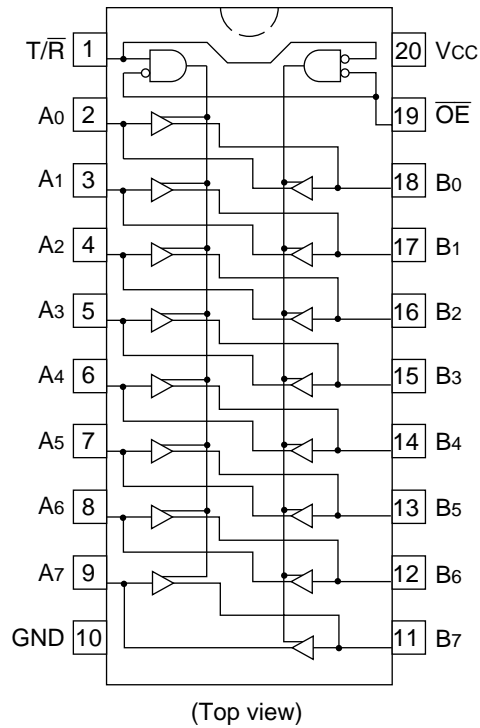 T/R̅ 1 20 VCC
A0 2 19 O̅E̅
A1 3 18 B0
A2 4 17 B1
A3 5 16 B2
A4 6 15 B3
A5 7 14 B4
A6 8 13 B5
A7 9 12 B6
GND 10 11 B7
(Top view)